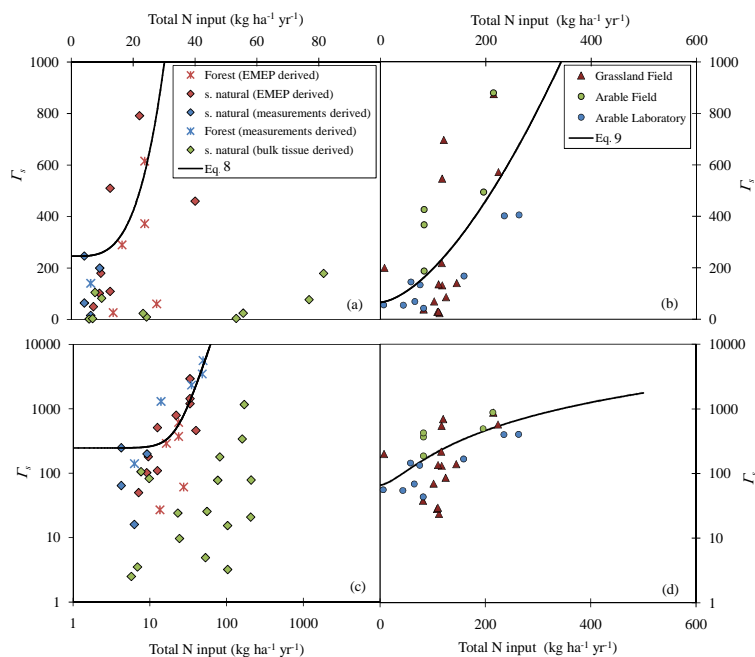 Total N input (kg ha-1 yr-1)
Total N input (kg ha-1 yr-1)
0 20 40 60 80 100
0 200 400 600
1000
800
600
400
200
0
Γs
Forest (EMEP derived)
s. natural (EMEP derived)
s. natural (measurements derived)
Forest (measurements derived)
s. natural (bulk tissue derived)
Eq. 8
(a)
Grassland Field
Arable Field
Arable Laboratory
Eq. 9
(b)
1000
800
600
400
200
0
Γs
10000
1000
100
10
1
Γs
(c)
(d)
10000
1000
100
10
1
Γs
1 10 100 1000
0 200 400 600
Total N input (kg ha-1 yr-1)
Total N input (kg ha-1 yr-1)